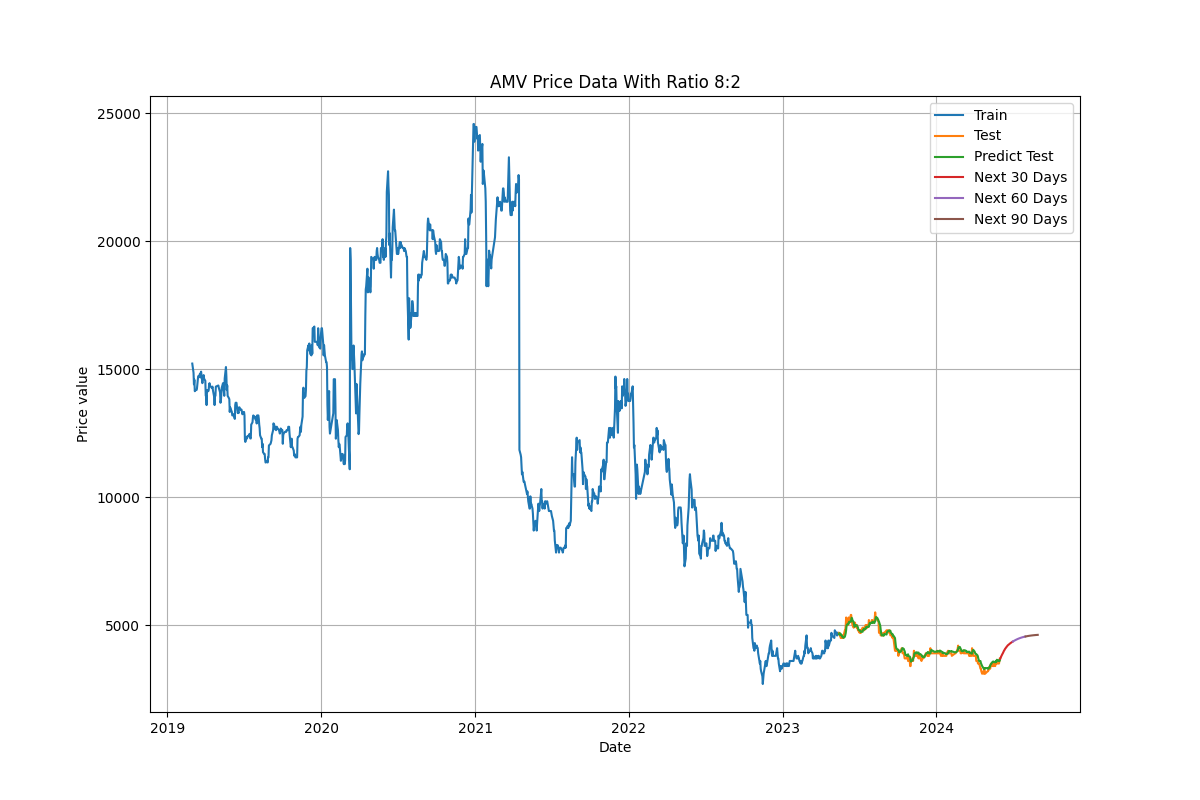 AMV Price Data With Ratio 8:2
Price value
25000
20000
15000
10000
5000
Train
Test
Predict Test
Next 30 Days
Next 60 Days
Next 90 Days
2019 2020 2021 2022 2023 2024
Date